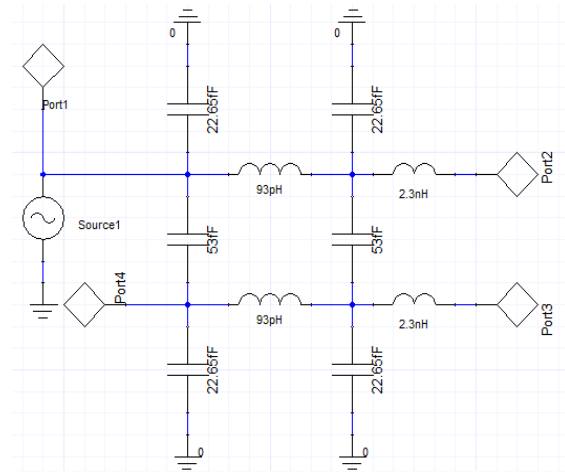 0
0
Port1
22.65fF
22.65fF
93pH
2.3nH
Port2
Source1
53fF
53fF
Port4
93pH
2.3nH
Port3
22.65fF
22.65fF
0
0